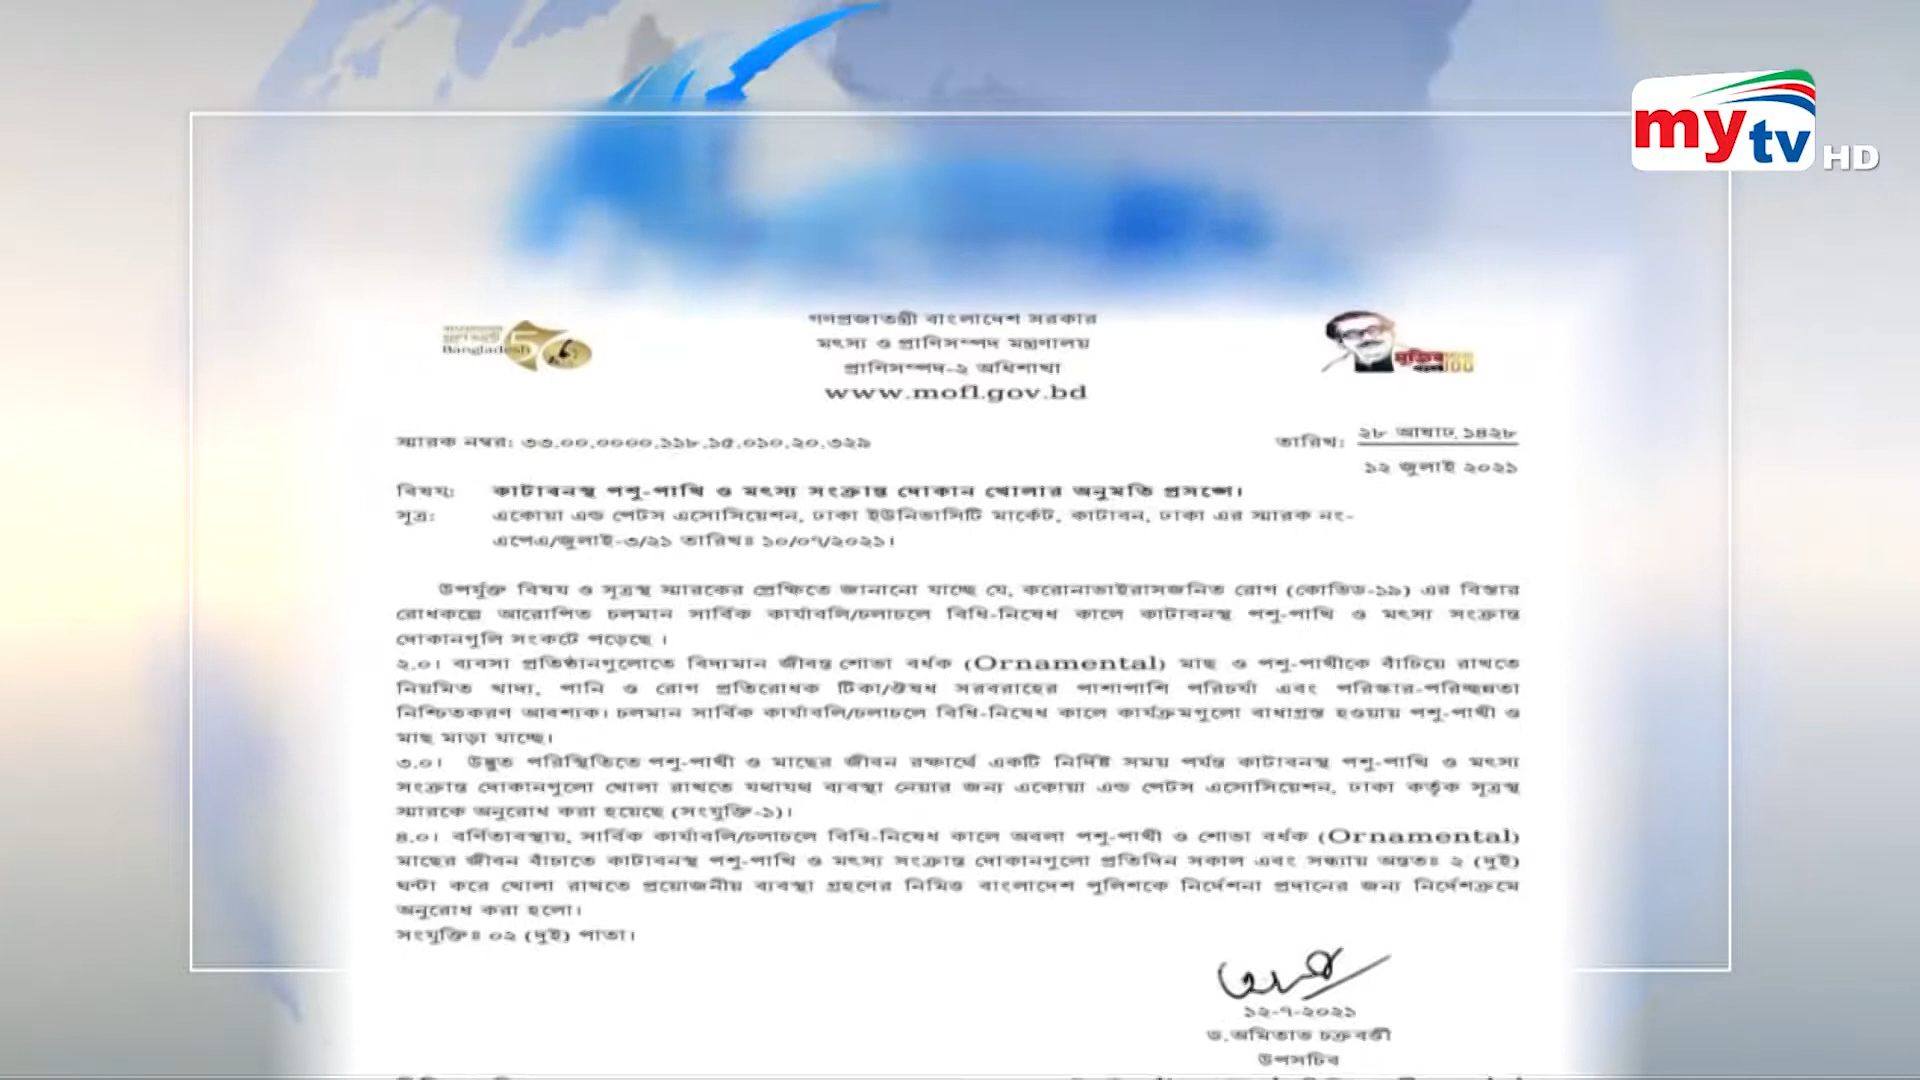 my tv HD
Bangladesh 50
গণপ্রজাতন্ত্রী বাংলাদেশ সরকার
মৎস্য ও প্রাণিসম্পদ মন্ত্রণালয়
প্রাণিসম্পদ-২ অধিশাখা
www.mofl.gov.bd
মুজিব 100
স্মারক নম্বর: ৩৩.০০.০০০০.১১৮.১৫.০১০.২০.৩২৯
তারিখ: ২৮ আষাঢ়, ১৪২৮
১২ জুলাই ২০২১
বিষয়: কাটাবনস্থ পশু-পাখি ও মৎস্য সংক্রান্ত দোকান খোলার অনুমতি প্রসঙ্গে।
সূত্র: একোয়া এন্ড পেটস এসোসিয়েশন, ঢাকা ইউনিভার্সিটি মার্কেট, কাটাবন, ঢাকা এর স্মারক নং-
এপেএ/জুলাই-৩/২১ তারিখঃ ১০/০৭/২০২১।
উপর্যুক্ত বিষয় ও সূত্রস্থ স্মারকের প্রেক্ষিতে জানানো যাচ্ছে যে, করোনাভাইরাসজনিত রোগ (কোভিড-১৯) এর বিস্তার
রোধকল্পে আরোপিত চলমান সার্বিক কার্যাবলি/চলাচলে বিধি-নিষেধ কালে কাটাবনস্থ পশু-পাখি ও মৎস্য সংক্রান্ত
দোকানগুলি সংকটে পড়েছে ।
২.০। ব্যবসা প্রতিষ্ঠানগুলোতে বিদ্যমান জীবন্ত শোভা বর্ধক (Ornamental) মাছ ও পশু-পাখীকে বাঁচিয়ে রাখতে
নিয়মিত খাদ্য, পানি ও রোগ প্রতিরোধক টিকা/ঔষধ সরবরাহের পাশাপাশি পরিচর্যা এবং পরিস্কার-পরিচ্ছন্নতা
নিশ্চিতকরণ আবশ্যক। চলমান সার্বিক কার্যাবলি/চলাচলে বিধি-নিষেধ কালে কার্যক্রমগুলো বাধাগ্রস্ত হওয়ায় পশু-পাখী ও
মাছ মাড়া যাচ্ছে।
৩.০। উদ্ভুত পরিস্থিতিতে পশু-পাখী ও মাছের জীবন রক্ষার্থে একটি নির্দিষ্ট সময় পর্যন্ত কাটাবনস্থ পশু-পাখি ও মৎস্য
সংক্রান্ত দোকানগুলো খোলা রাখতে যথাযথ ব্যবস্থা নেয়ার জন্য একোয়া এন্ড পেটস এসোসিয়েশন, ঢাকা কর্তৃক সূত্রস্থ
স্মারকে অনুরোধ করা হয়েছে (সংযুক্তি-১)।
৪.০। বর্ণিতাবস্থায়, সার্বিক কার্যাবলি/চলাচলে বিধি-নিষেধ কালে অবলা পশু-পাখী ও শোভা বর্ধক (Ornamental)
মাছের জীবন বাঁচাতে কাটাবনস্থ পশু-পাখি ও মৎস্য সংক্রান্ত দোকানগুলো প্রতিদিন সকাল এবং সন্ধ্যায় অন্ততঃ ২ (দুই)
ঘন্টা করে খোলা রাখতে প্রয়োজনীয় ব্যবস্থা গ্রহণের নিমিত্ত বাংলাদেশ পুলিশকে নির্দেশনা প্রদানের জন্য নির্দেশক্রমে
অনুরোধ করা হলো।
সংযুক্তিঃ ০২ (দুই) পাতা।
১২-৭-২০২১
ড.অমিতাভ চক্রবর্ত্তী
উপসচিব